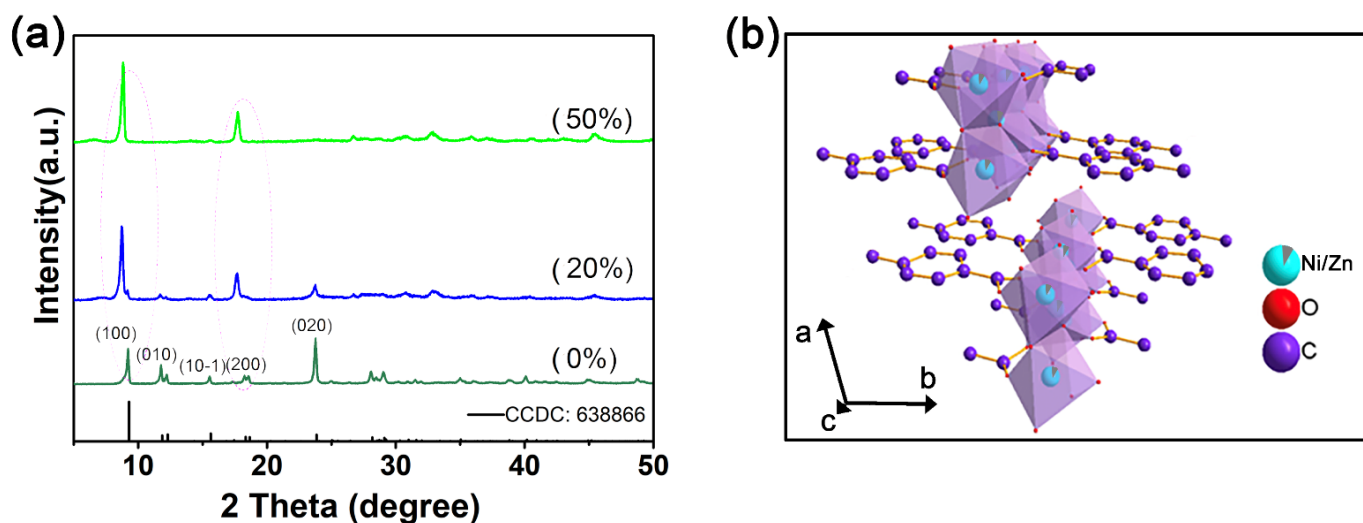 (a)
Intensity(a.u.)
(50%)
(20%)
(0%)
(100)
(010)
(10-1)
(200)
(020)
CCDC: 638866
10 20 30 40 50
2 Theta (degree)
(b)
Ni/Zn
O
C
a
b
c